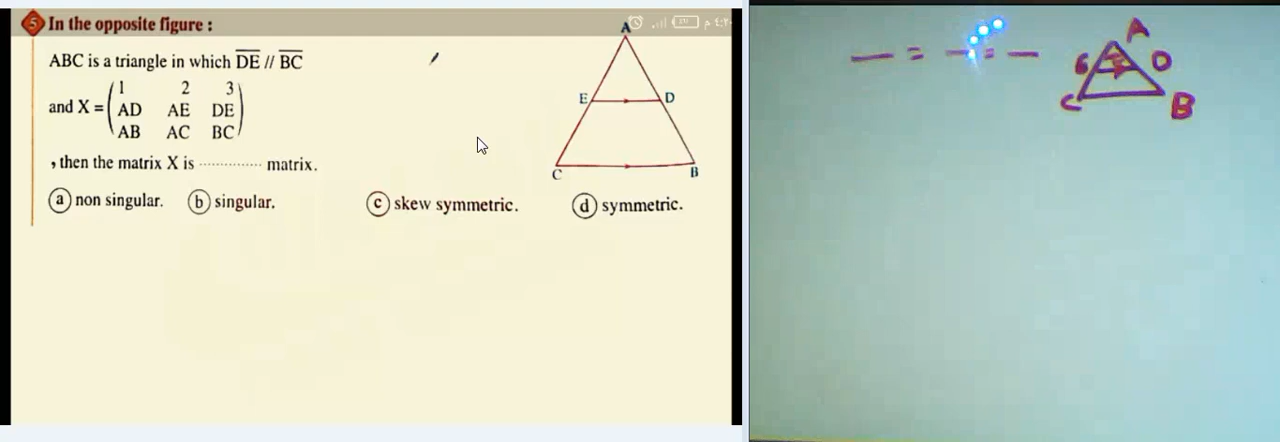 5 In the opposite figure :
ABC is a triangle in which DE // BC
and X = ( 1 2 3
AD AE DE
AB AC BC )
, then the matrix X is ·············· matrix.
a non singular. b singular. c skew symmetric. d symmetric.
A
E D
C B
— = — = —
A
D
C B